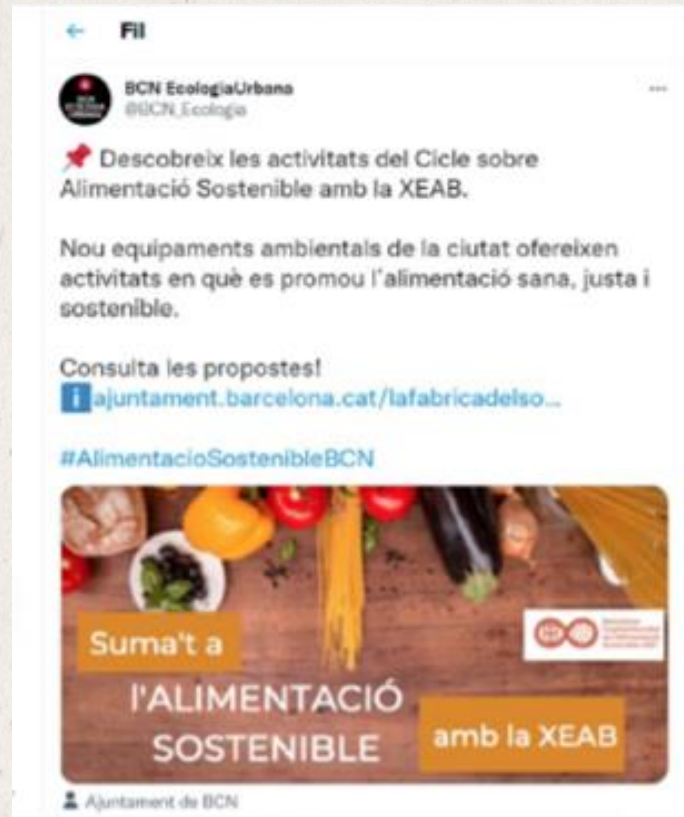 Fil
BCN EcologiaUrbana
@BCN_Ecologia
Descobreix les activitats del Cicle sobre
Alimentació Sostenible amb la XEAB.
Nou equipaments ambientals de la ciutat ofereixen
activitats en què es promou l'alimentació sana, justa i
sostenible.
Consulta les propostes!
ajuntament.barcelona.cat/lafabricadelso...
#AlimentacioSostenibleBCN
Suma't a
l'ALIMENTACIÓ
SOSTENIBLE
amb la XEAB
Ajuntament de BCN